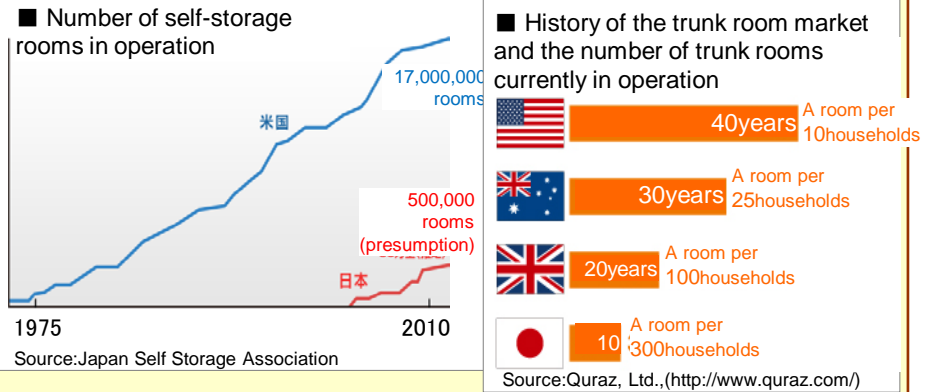 ■ Number of self-storage
rooms in operation
17,000,000
rooms
米国
500,000
rooms
(presumption)
日本
1975
2010
Source:Japan Self Storage Association
■ History of the trunk room market
and the number of trunk rooms
currently in operation
40years
A room per
10households
30years
A room per
25households
20years
A room per
100households
10
A room per
300households
Source:Quraz, Ltd.,(http://www.quraz.com/)